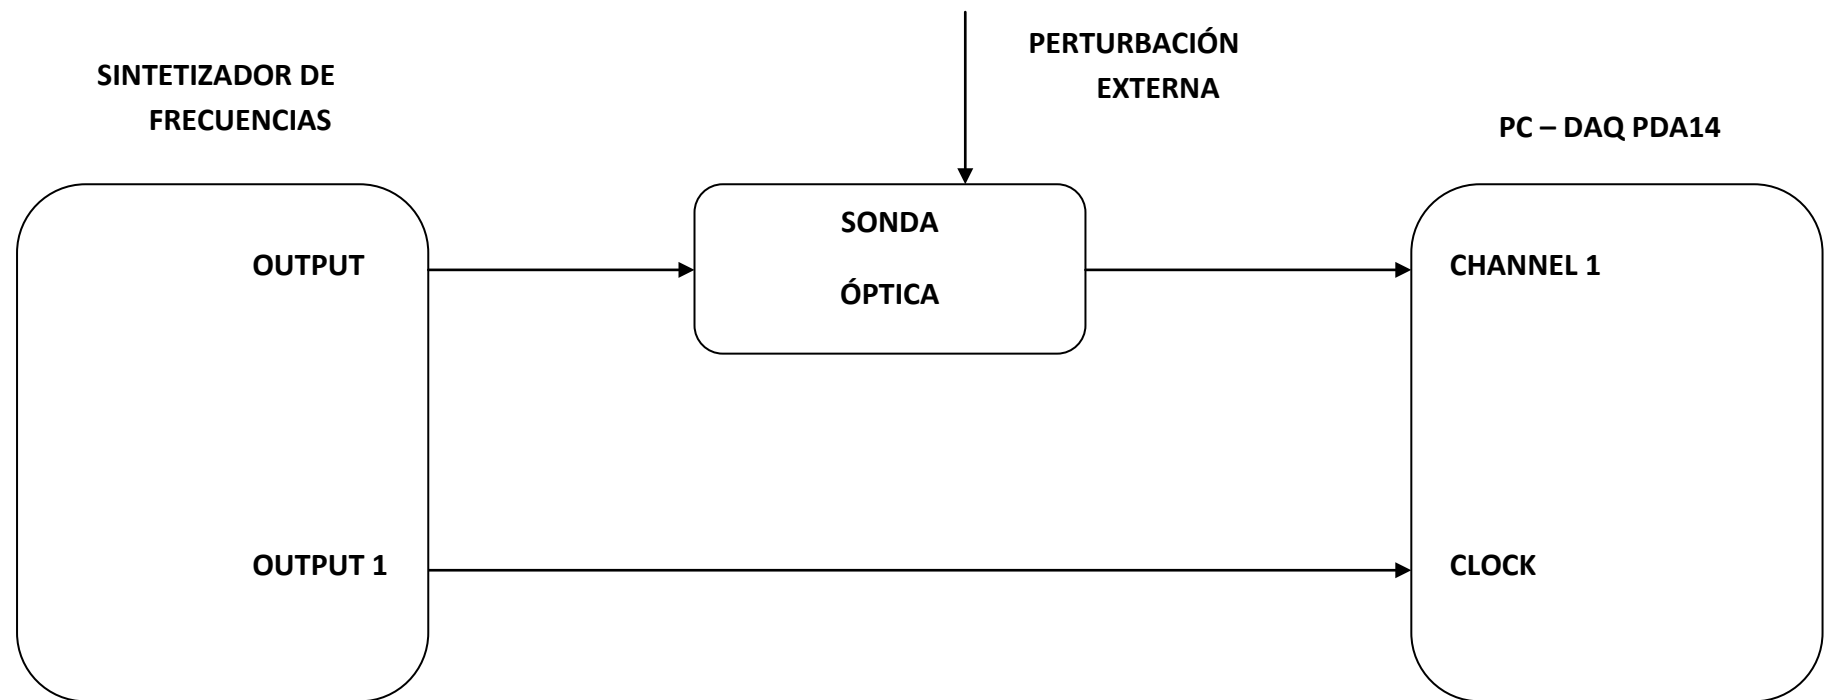 SINTETIZADOR DE
FRECUENCIAS
PERTURBACIÓN
EXTERNA
PC – DAQ PDA14
OUTPUT
SONDA
ÓPTICA
CHANNEL 1
OUTPUT 1
CLOCK